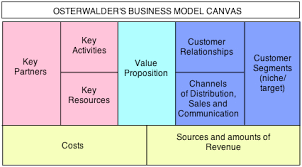 OSTERWALDER'S BUSINESS MODEL CANVAS
Key
Partners
Key
Activities
Key
Resources
Value
Proposition
Customer
Relationships
Channels
of Distribution,
Sales and
Communication
Customer
Segments
(niche/
target)
Costs
Sources and amounts of
Revenue